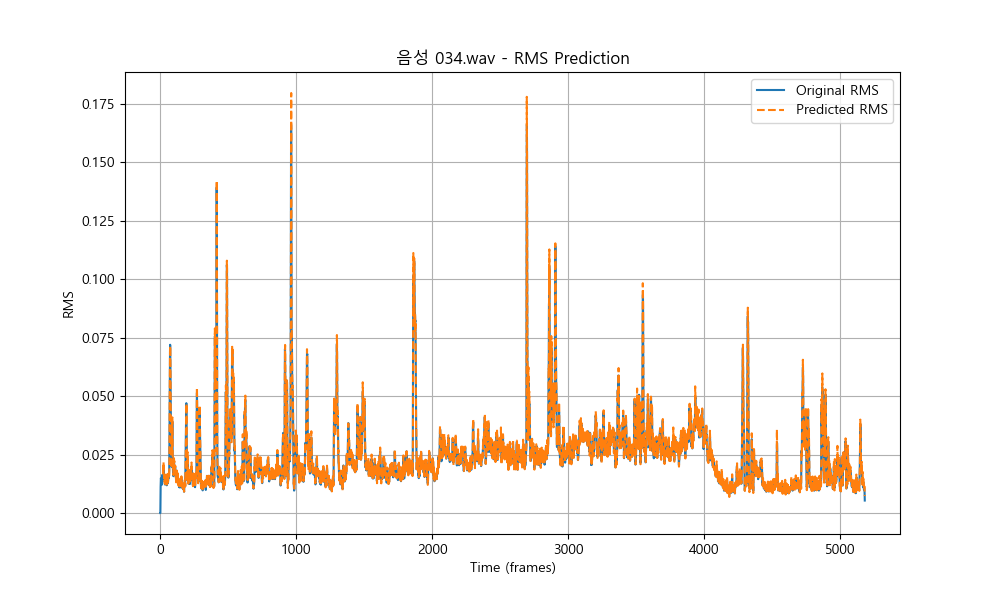 음성 034.wav - RMS Prediction
Original RMS
Predicted RMS
0.175
0.150
0.125
0.100
0.075
0.050
0.025
0.000
RMS
0 1000 2000 3000 4000 5000
Time (frames)